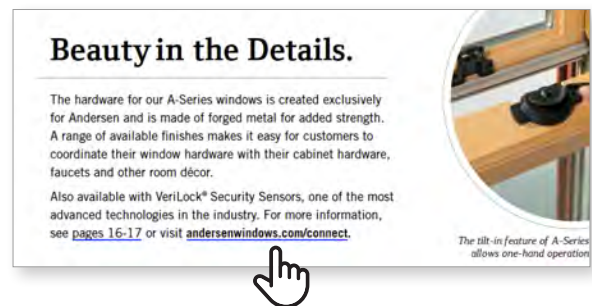 Beauty in the Details.
The hardware for our A-Series windows is created exclusively
for Andersen and is made of forged metal for added strength.
A range of available finishes makes it easy for customers to
coordinate their window hardware with their cabinet hardware,
faucets and other room décor.
Also available with VeriLock® Security Sensors, one of the most
advanced technologies in the industry. For more information,
see pages 16-17 or visit andersenwindows.com/connect.
The tilt-in feature of A-Series
allows one-hand operation